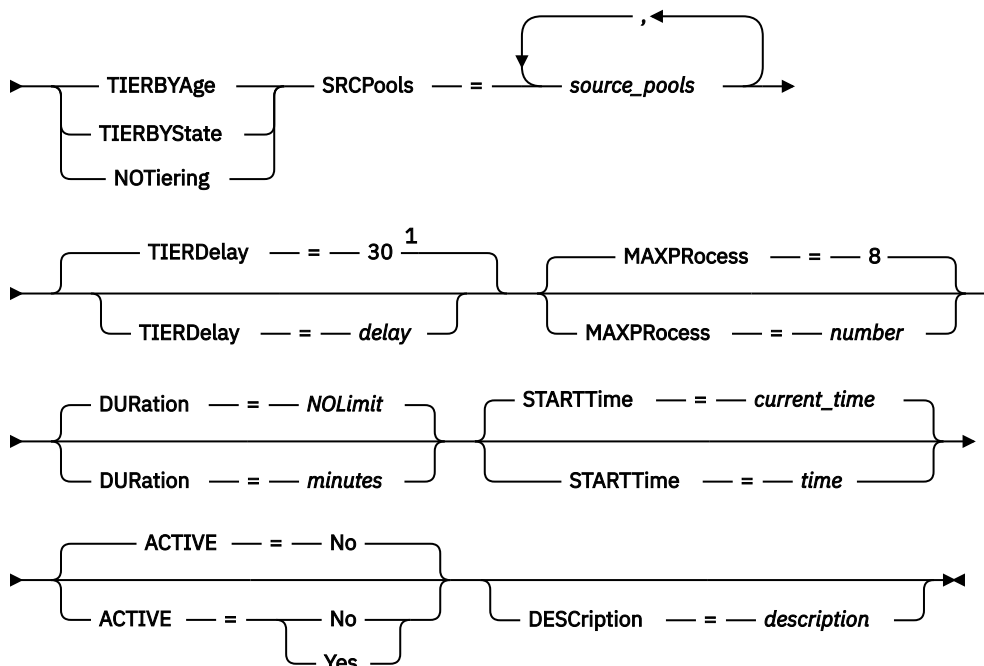 ,
TIERBYAge SRCPools = source_pools
TIERBYState
NOTiering
TIERDelay = 30 1 MAXPRocess = 8
TIERDelay = delay MAXPRocess = number
DURation = NOLimit STARTTime = current_time
DURation = minutes STARTTime = time
ACTIVE = No
ACTIVE = No DESCription = description
Yes